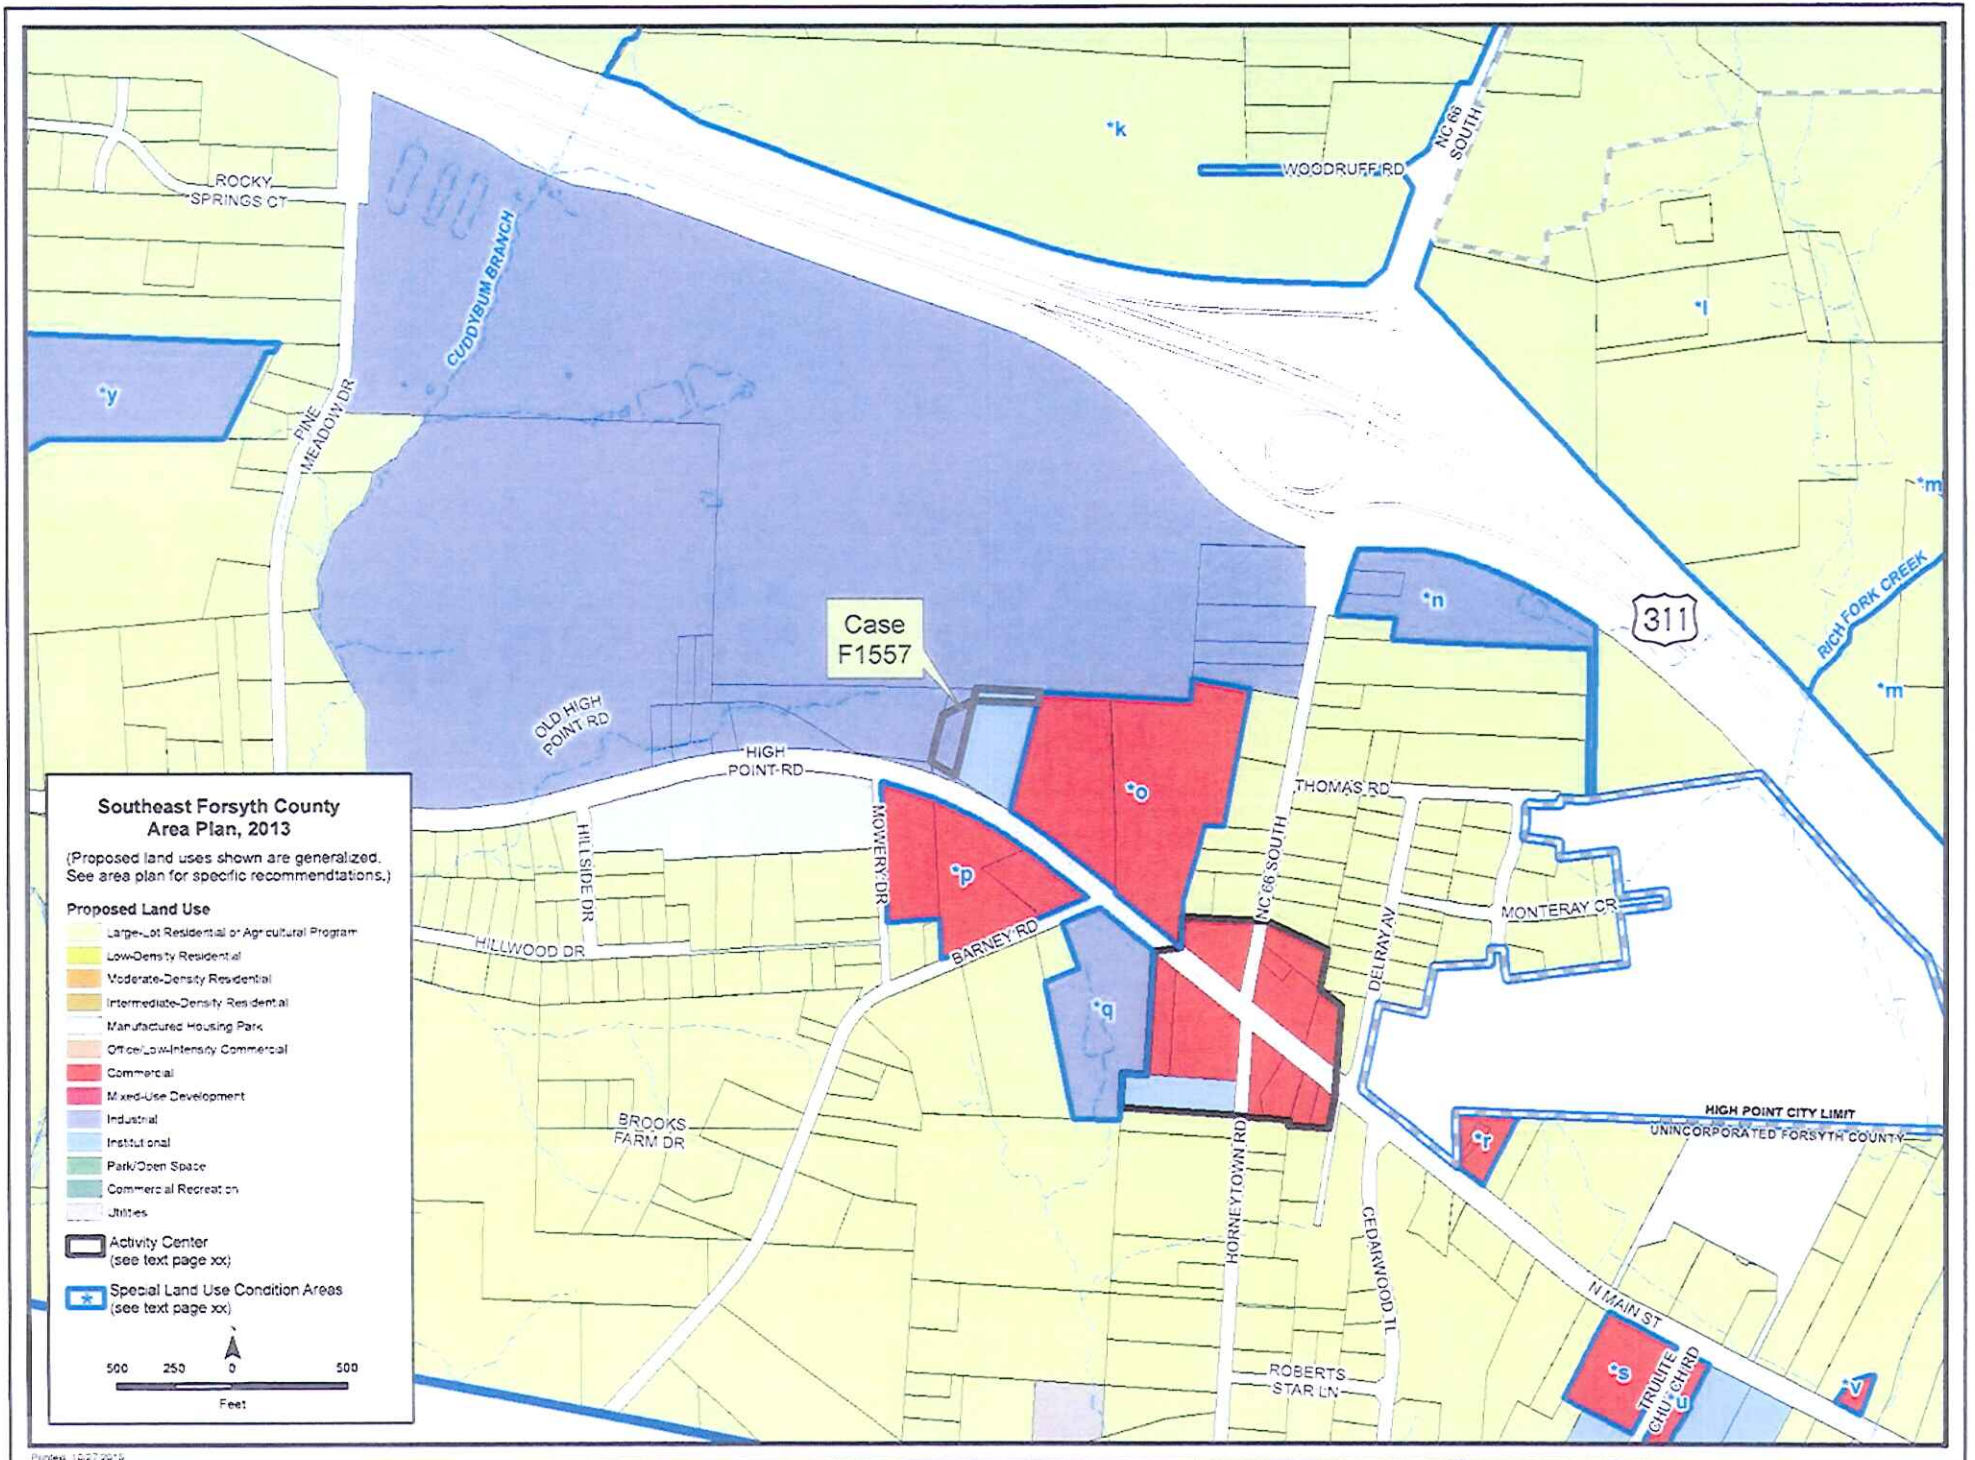 *k
NC 66
SOUTH
WOODRUFF RD
ROCKY
SPRINGS CT
CUDDYBUM BRANCH
*l
*y
PINE
MEADOW DR
*m
*n
311
RICH FORK CREEK
Case
F1557
*m
OLD HIGH
POINT RD
HIGH
POINT RD
*o
THOMAS RD
MOWERY DR
HILLSIDE DR
*p
NC 66 SOUTH
DELRAY AV
MONTERAY CR
HILLWOOD DR
BARNEY RD
*q
BROOKS
FARM DR
HIGH POINT CITY LIMIT
UNINCORPORATED FORSYTH COUNTY
*r
HORNEYTOWN RD
CEDARWOOD TL
N MAIN ST
ROBERTS
STAR LN
*s
TRULITE
*u
*v
Southeast Forsyth County
Area Plan, 2013
(Proposed land uses shown are generalized.
See area plan for specific recommendtations.)
Proposed Land Use
Large-Lot Residential or Agricultural Program
Low-Density Residential
Moderate-Density Residential
Intermediate-Density Residential
Manufactured Housing Park
Office/Low-Intensity Commercial
Commercial
Mixed-Use Development
Industrial
Institutional
Park/Open Space
Commercial Recreation
Utilities
Activity Center
(see text page xx)
* Special Land Use Condition Areas
(see text page xx)
500 250 0 500
Feet